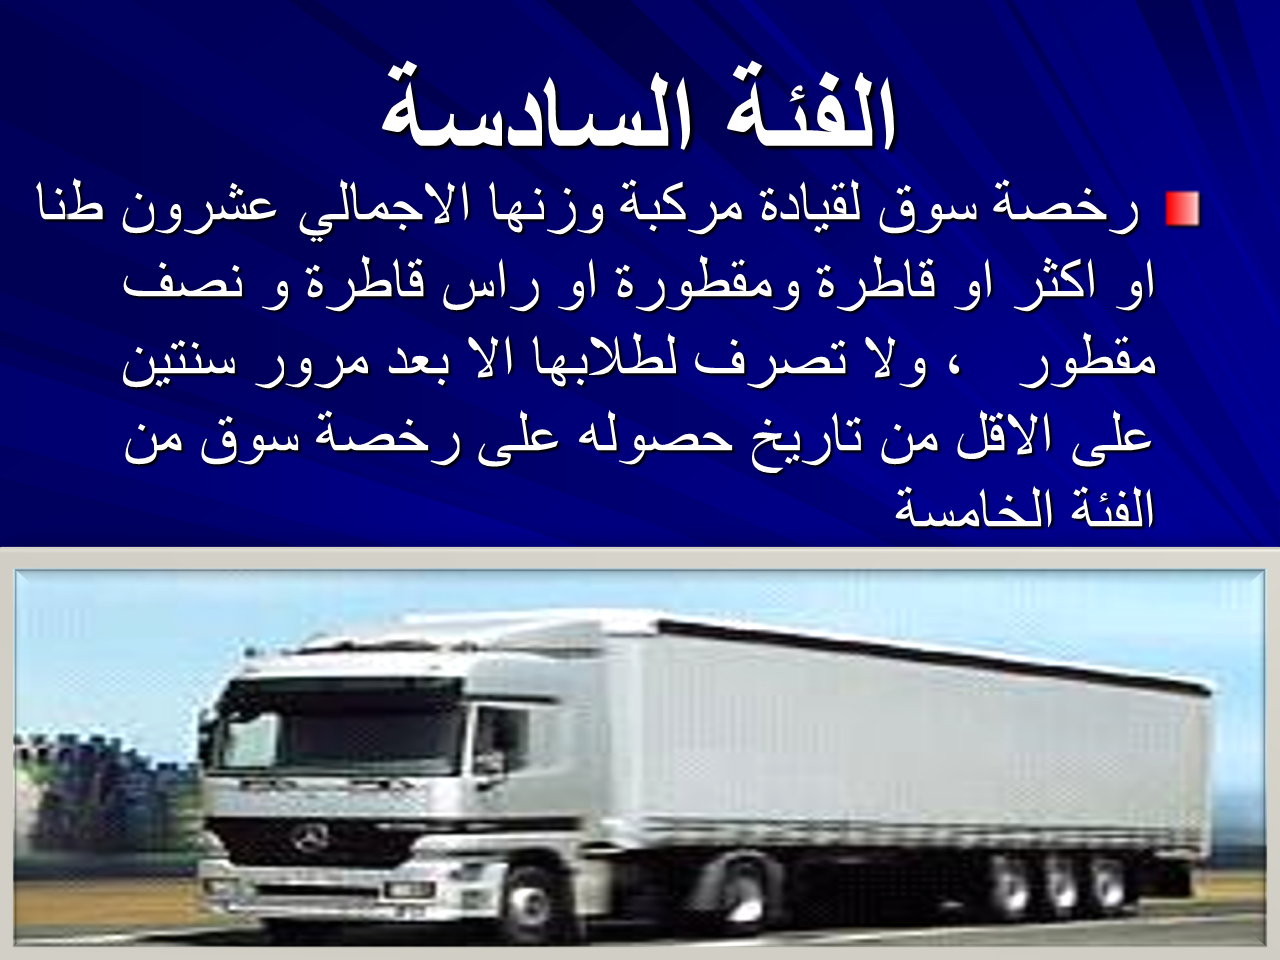 الفئة السادسة
رخصة سوق لقيادة مركبة وزنها الاجمالي عشرون طنا
او اكثر او قاطرة ومقطورة او راس قاطرة و نصف
مقطور ، ولا تصرف لطلابها الا بعد مرور سنتين
على الاقل من تاريخ حصوله على رخصة سوق من
الفئة الخامسة